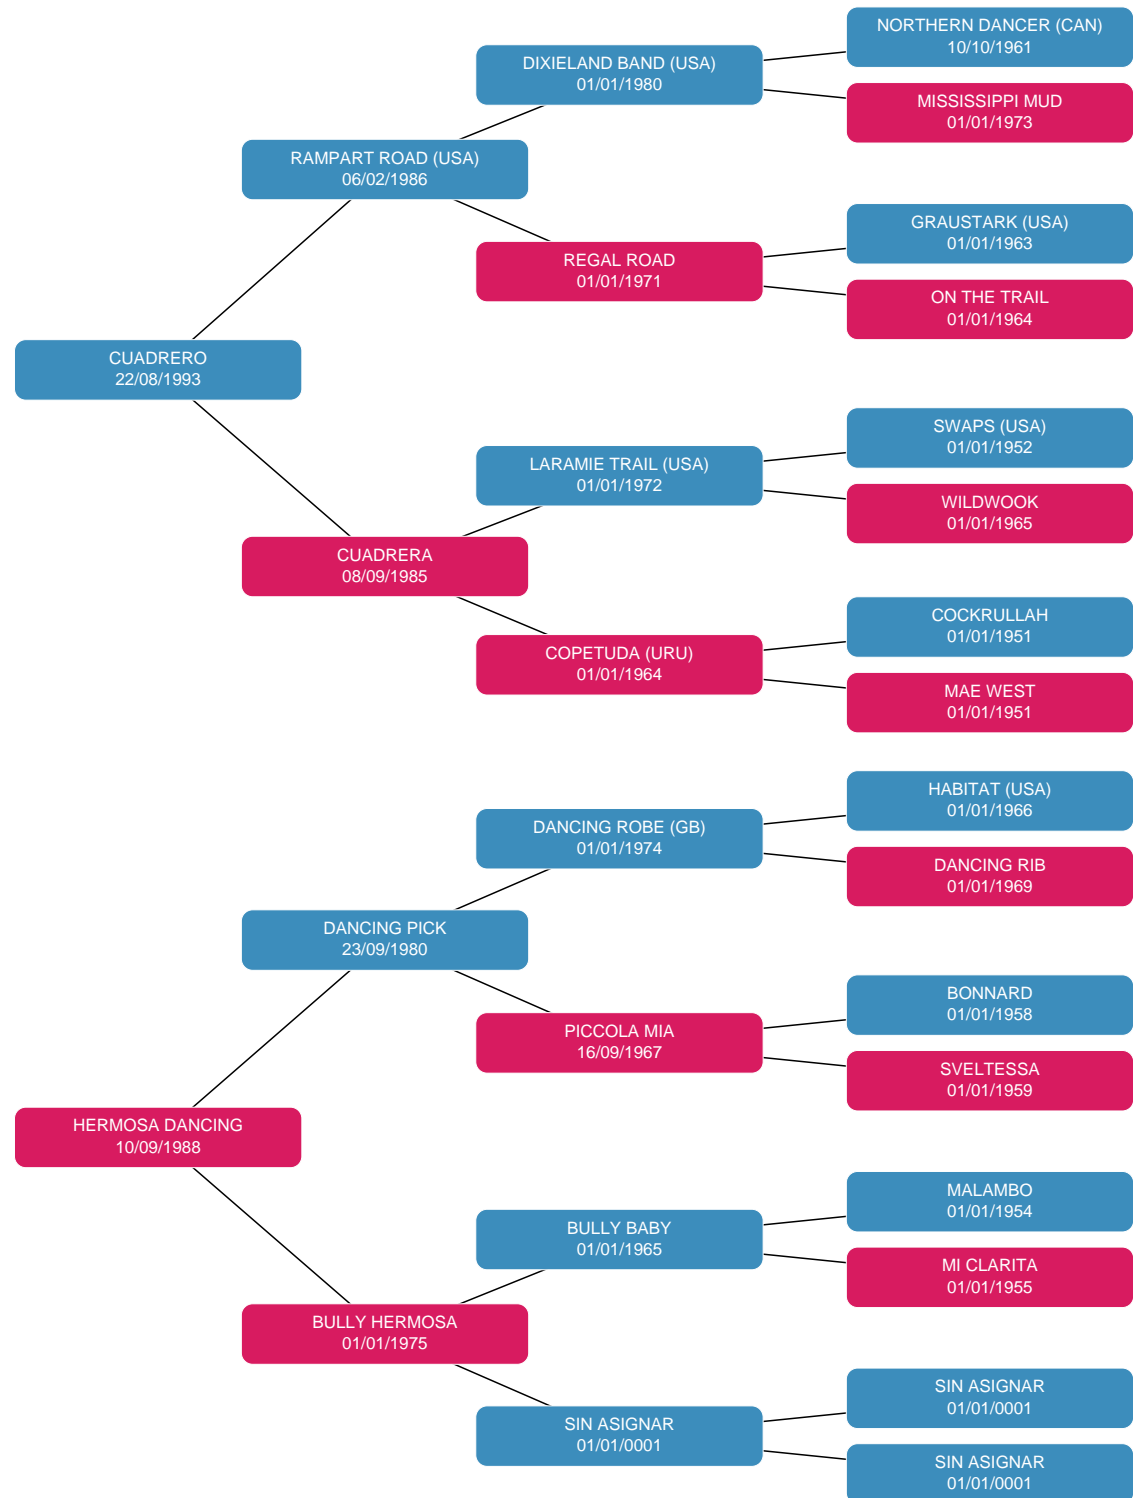 NORTHERN DANCER (CAN)
10/10/1961
DIXIELAND BAND (USA)
01/01/1980
MISSISSIPPI MUD
01/01/1973
RAMPART ROAD (USA)
06/02/1986
GRAUSTARK (USA)
01/01/1963
REGAL ROAD
01/01/1971
ON THE TRAIL
01/01/1964
CUADRERO
22/08/1993
SWAPS (USA)
01/01/1952
LARAMIE TRAIL (USA)
01/01/1972
WILDWOOK
01/01/1965
CUADRERA
08/09/1985
COCKRULLAH
01/01/1951
COPETUDA (URU)
01/01/1964
MAE WEST
01/01/1951
HABITAT (USA)
01/01/1966
DANCING ROBE (GB)
01/01/1974
DANCING RIB
01/01/1969
DANCING PICK
23/09/1980
BONNARD
01/01/1958
PICCOLA MIA
16/09/1967
SVELTESSA
01/01/1959
HERMOSA DANCING
10/09/1988
MALAMBO
01/01/1954
BULLY BABY
01/01/1965
MI CLARITA
01/01/1955
BULLY HERMOSA
01/01/1975
SIN ASIGNAR
01/01/0001
SIN ASIGNAR
01/01/0001
SIN ASIGNAR
01/01/0001